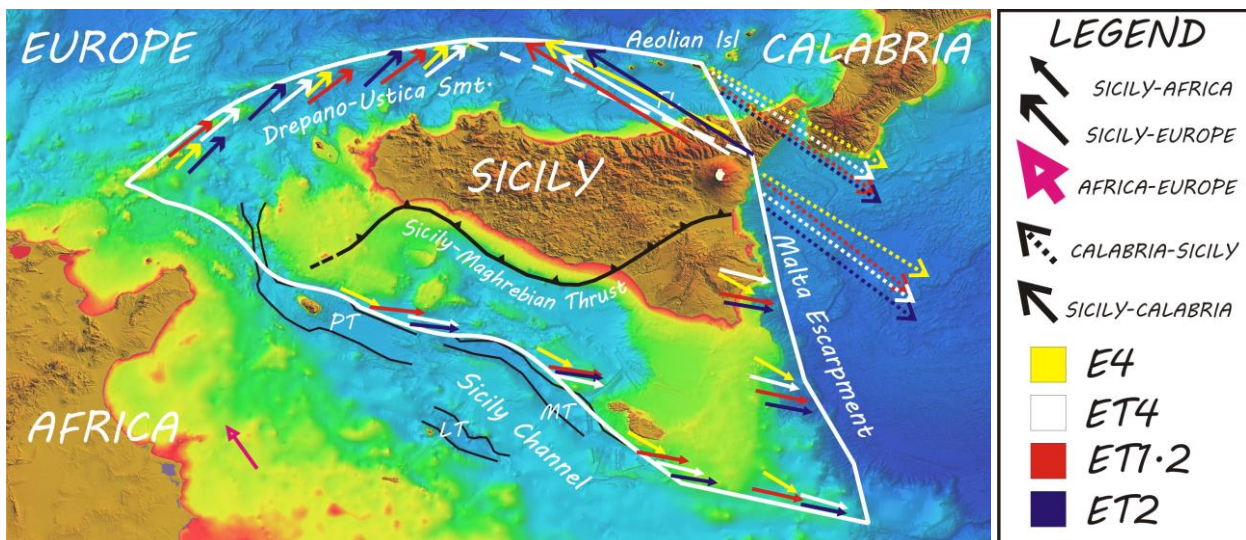 EUROPE
Aeolian Isl
CALABRIA
Drepano-Ustica Smt.
TL
SICILY
Sicily-Maghrebian Thrust
Malta Escarpment
PT
MT
LT
Sicily Channel
AFRICA
LEGEND
SICILY-AFRICA
SICILY-EUROPE
AFRICA-EUROPE
CALABRIA-SICILY
SICILY-CALABRIA
E4
ET4
ET1·2
ET2